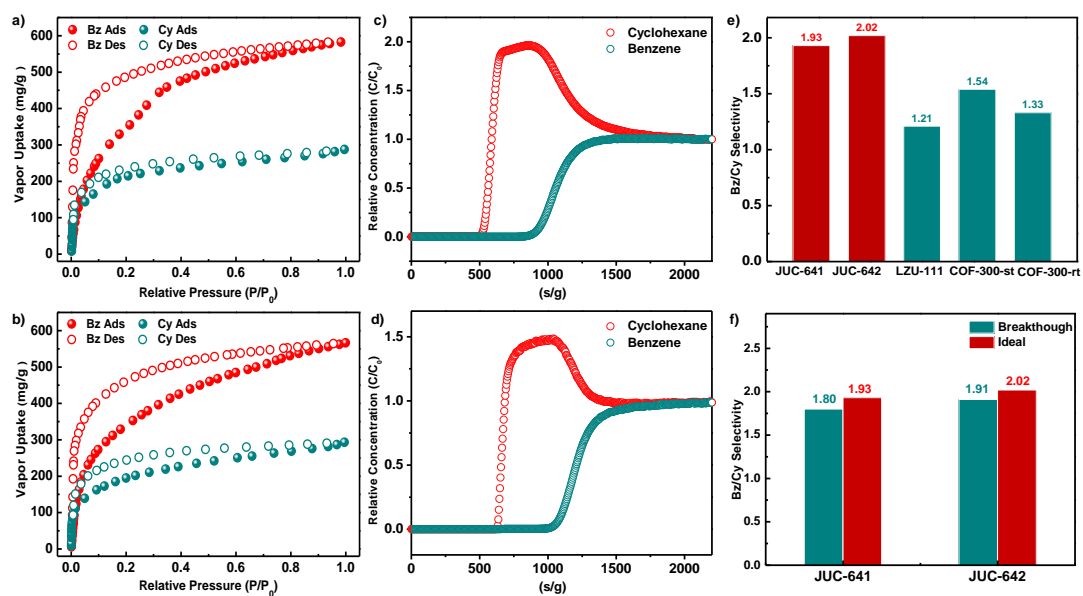 a)
Bz Ads
Cy Ads
Bz Des
Cy Des
600
500
400
300
200
100
0
Vapor Uptake (mg/g)
0.0 0.2 0.4 0.6 0.8 1.0
Relative Pressure (P/P0)
c)
Cyclohexane
Benzene
2.0
1.5
1.0
0.5
0.0
Relative Concentration (C/C0)
0 500 1000 1500 2000
(s/g)
e)
2.0
1.5
1.0
0.5
0.0
Bz/Cy Selectivity
1.93
2.02
1.21
1.54
1.33
JUC-641 JUC-642 LZU-111 COF-300-st COF-300-rt
b)
Bz Ads
Cy Ads
Bz Des
Cy Des
600
500
400
300
200
100
0
Vapor Uptake (mg/g)
0.0 0.2 0.4 0.6 0.8 1.0
Relative Pressure (P/P0)
d)
Cyclohexane
Benzene
1.5
1.0
0.5
0.0
Relative Concentration (C/C0)
0 500 1000 1500 2000
(s/g)
f)
Breakthough
Ideal
2.5
2.0
1.5
1.0
0.5
0.0
Bz/Cy Selectivity
1.80
1.93
1.91
2.02
JUC-641 JUC-642